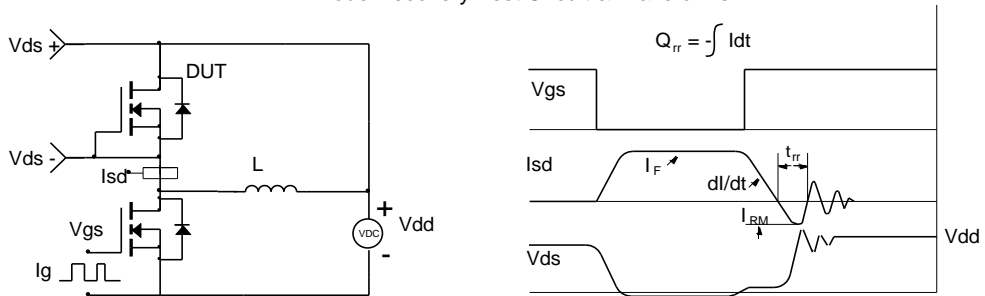 Vds +
DUT
Vds -
Isd
L
Vgs
Ig
+
VDC
-
Vdd
Qrr = -∫ Idt
Vgs
Isd
IF
trr
dI/dt
IRM
Vds
Vdd